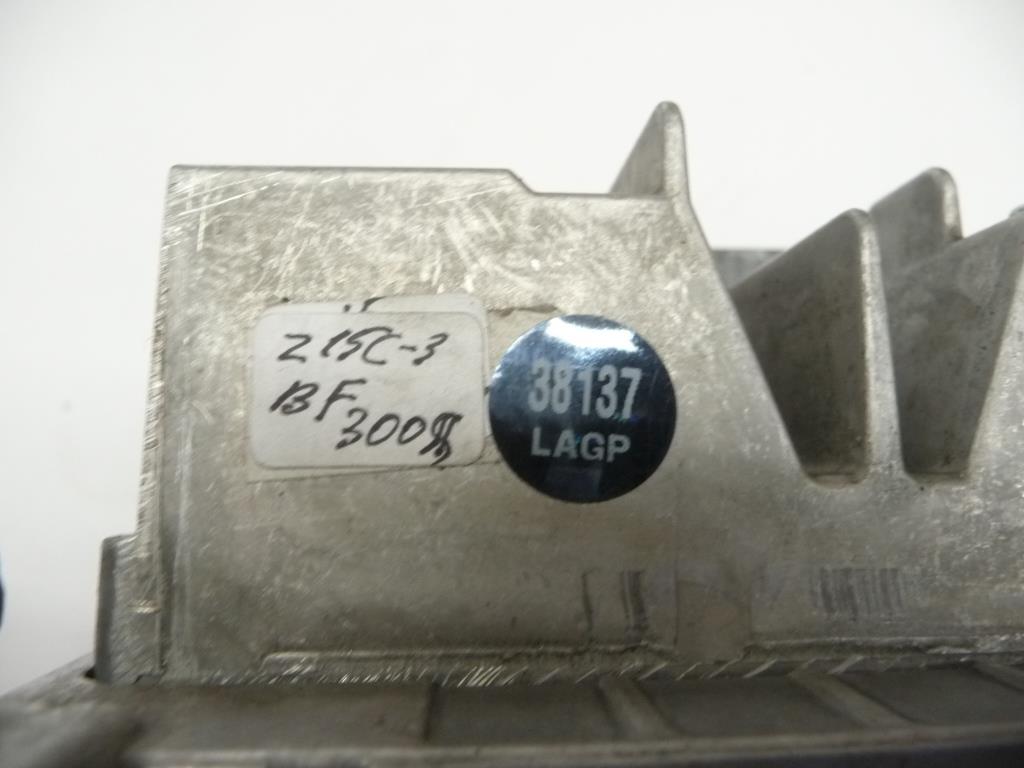 Z15C-3
BF
300$
38137
LAGP